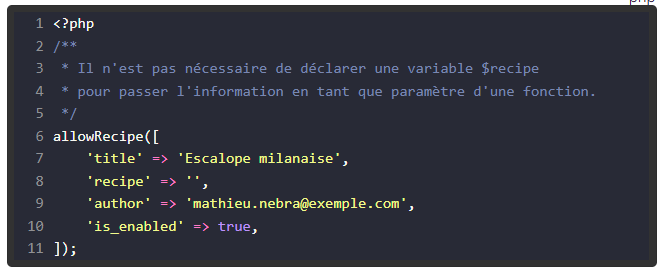 php
1 <?php
2 /**
3  * Il n'est pas nécessaire de déclarer une variable $recipe
4  * pour passer l'information en tant que paramètre d'une fonction.
5  */
6 allowRecipe([
7     'title' => 'Escalope milanaise',
8     'recipe' => '',
9     'author' => 'mathieu.nebra@exemple.com',
10     'is_enabled' => true,
11 ]);